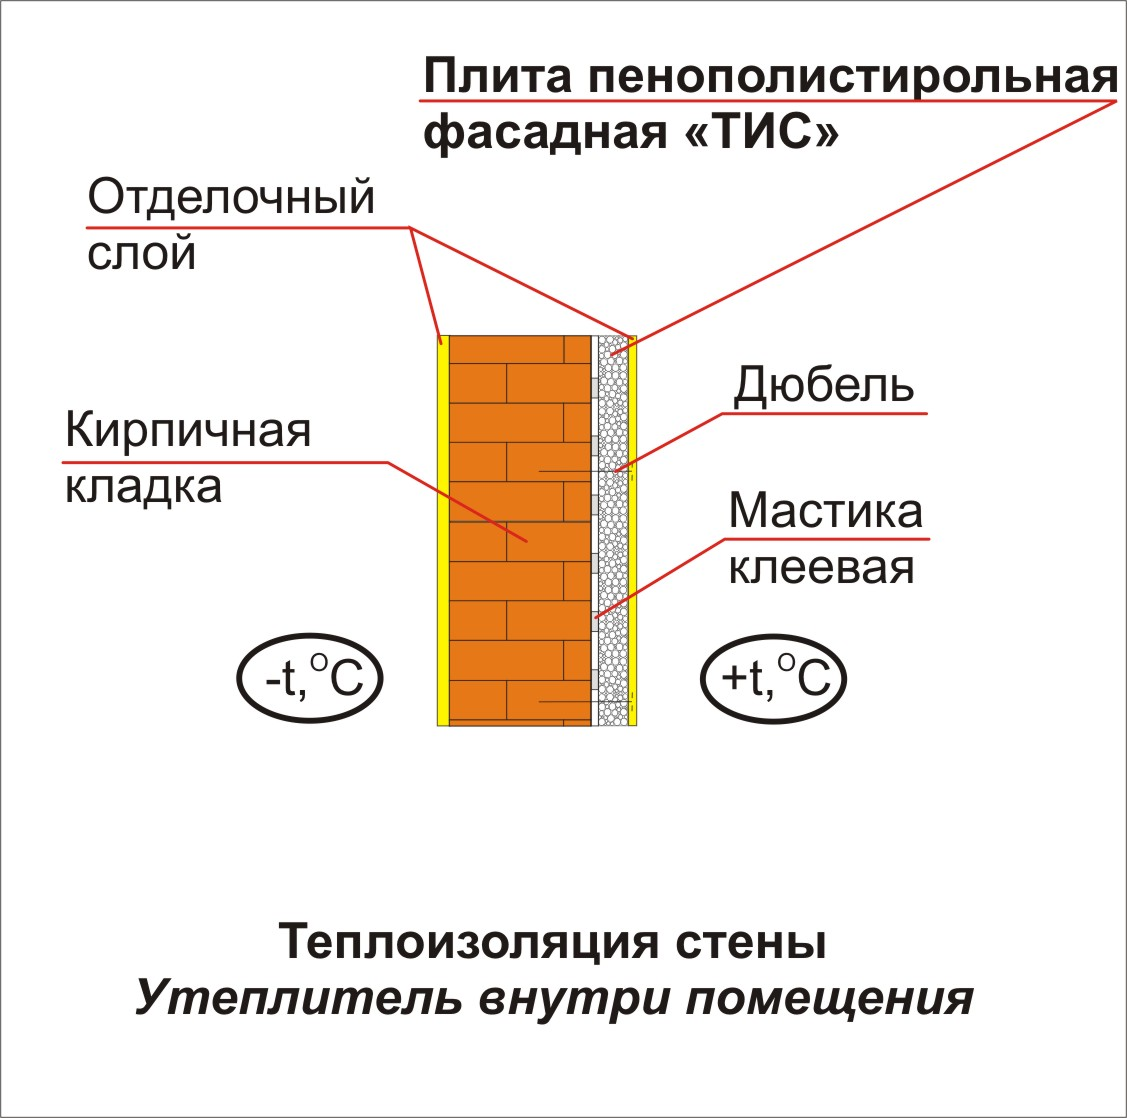 Плита пенополистирольная
фасадная «ТИС»
Отделочный
слой
Дюбель
Кирпичная
кладка
Мастика
клеевая
-t,°C
+t,°C
Теплоизоляция стены
Утеплитель внутри помещения